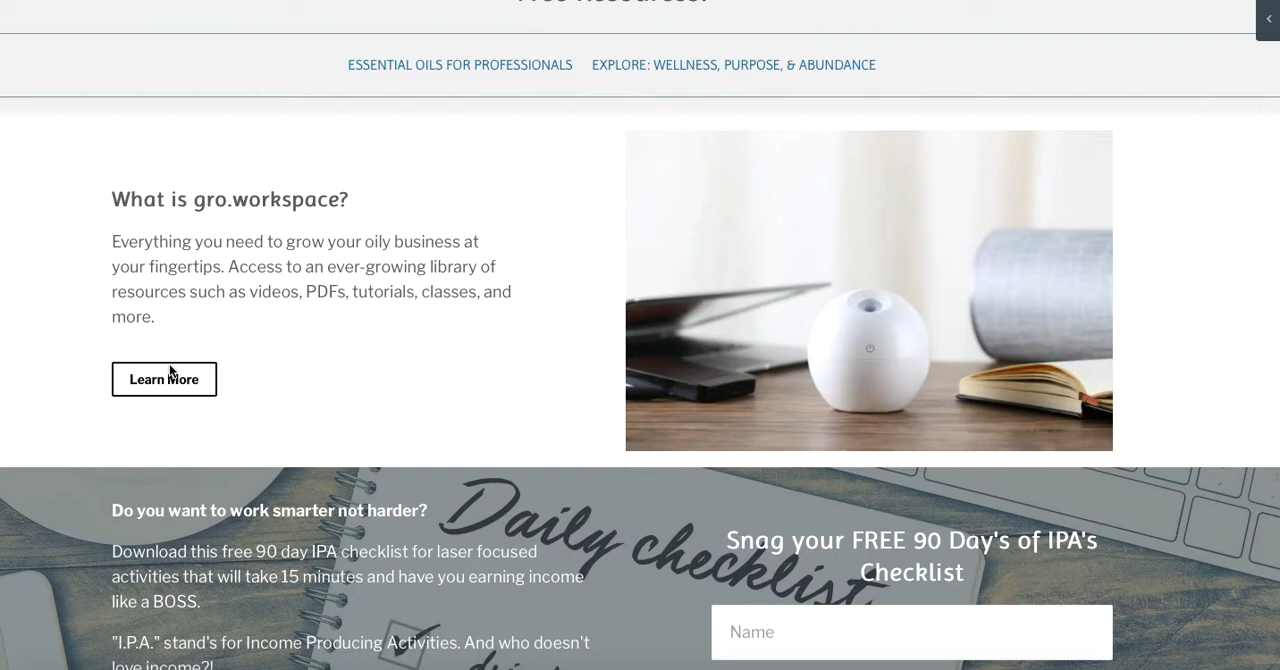 Free Resources:
ESSENTIAL OILS FOR PROFESSIONALS EXPLORE: WELLNESS, PURPOSE, & ABUNDANCE
What is gro.workspace?
Everything you need to grow your oily business at
your fingertips. Access to an ever-growing library of
resources such as videos, PDFs, tutorials, classes, and
more.
Learn More
Do you want to work smarter not harder?
Download this free 90 day IPA checklist for laser focused
activities that will take 15 minutes and have you earning income
like a BOSS.
"I.P.A." stand's for Income Producing Activities. And who doesn't
love income?!
Daily checklist
Snag your FREE 90 Day's of IPA's
Checklist
Name